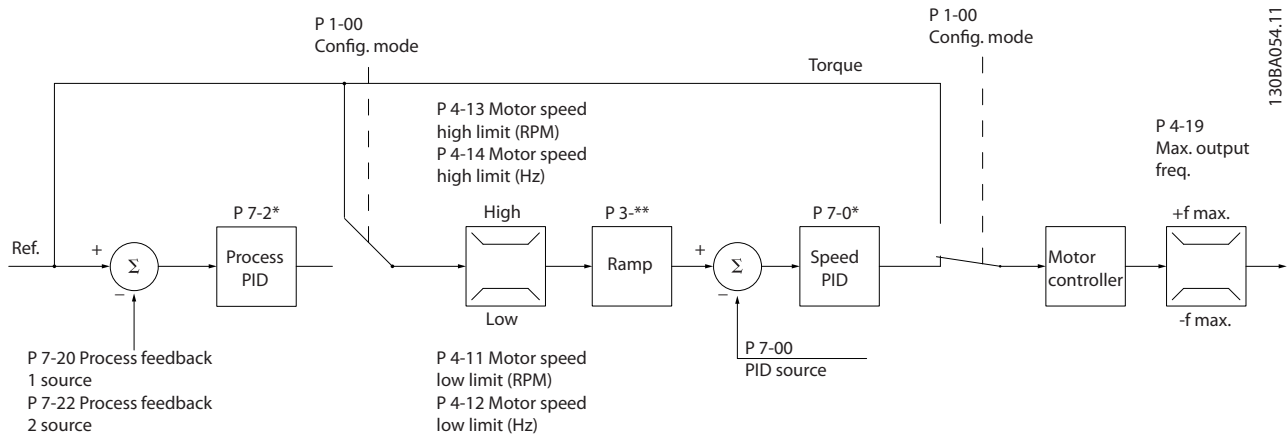 P 1-00
Config. mode
P 1-00
Config. mode
130BA054.11
Torque
P 4-13 Motor speed
high limit (RPM)
P 4-14 Motor speed
high limit (Hz)
P 4-19
Max. output
freq.
P 7-2*
High
P 3-**
P 7-0*
+f max.
Ref.
+
Σ
−
Process
PID
Ramp
+
Σ
−
Speed
PID
Motor
controller
Low
-f max.
P 7-20 Process feedback
1 source
P 7-22 Process feedback
2 source
P 4-11 Motor speed
low limit (RPM)
P 4-12 Motor speed
low limit (Hz)
P 7-00
PID source